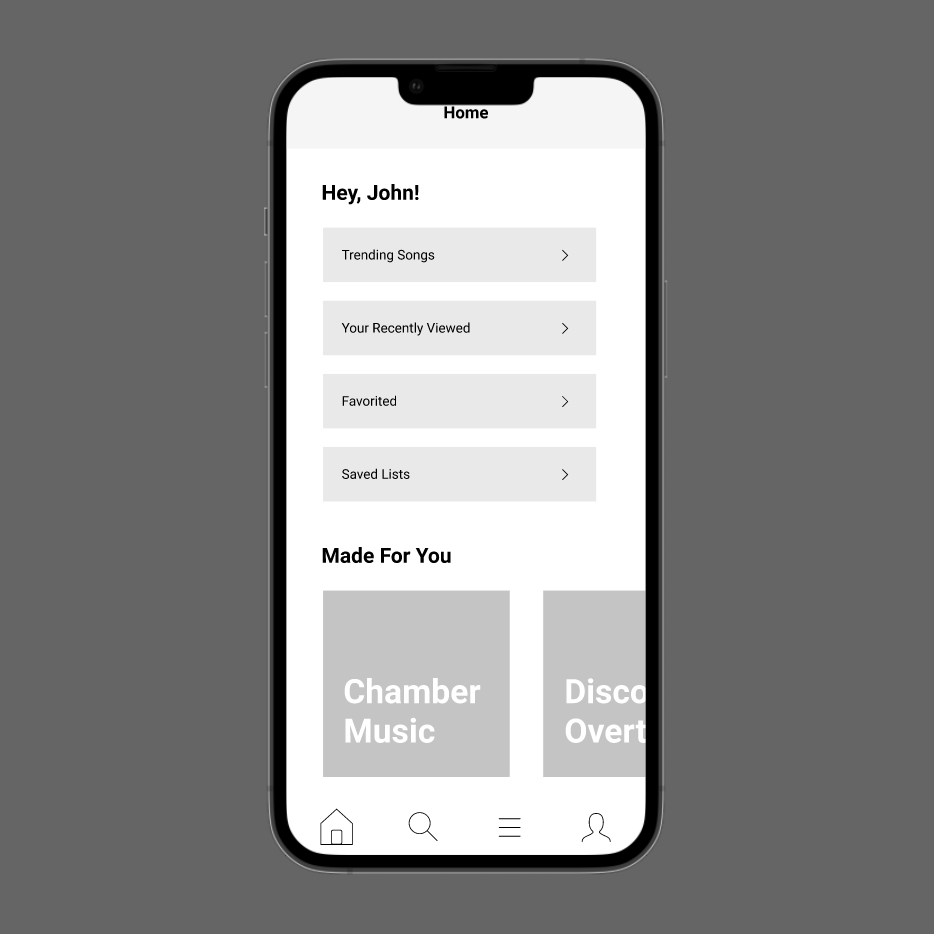 Home
Hey, John!
Trending Songs
Your Recently Viewed
Favorited
Saved Lists
Made For You
Chamber
Music
Disco
Overt